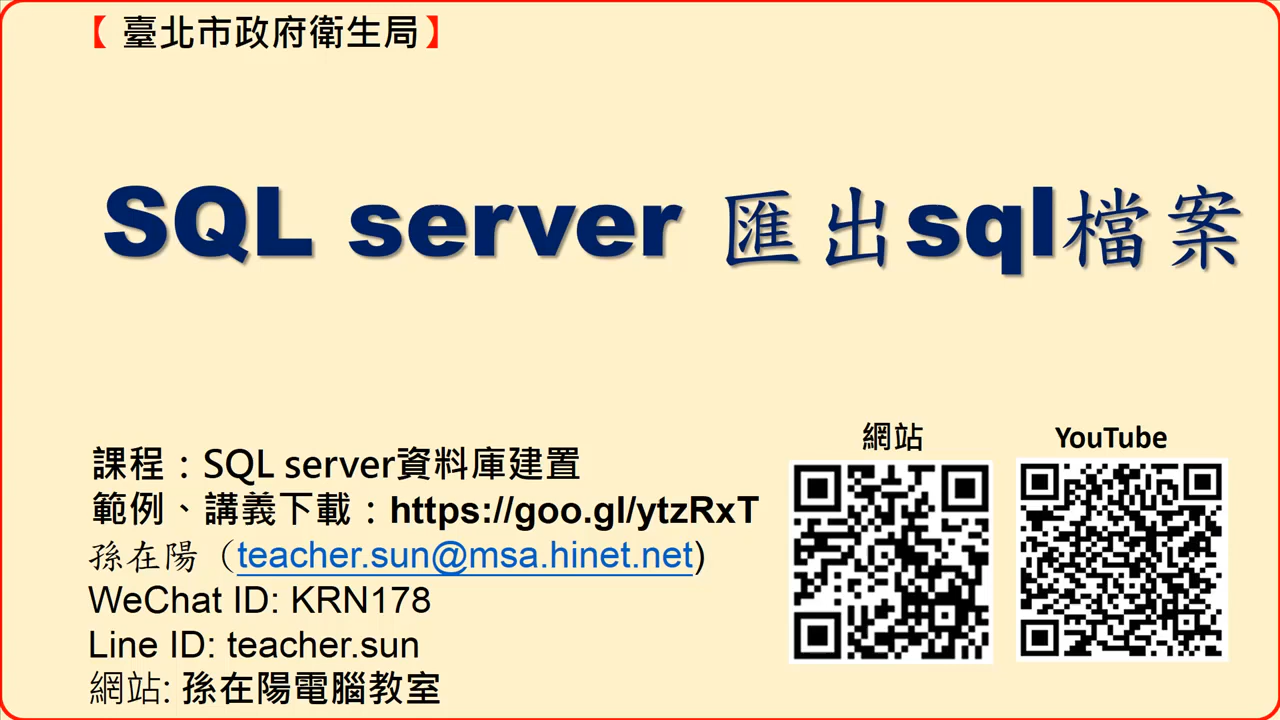 【 臺北市政府衛生局】
SQL server 匯出sql檔案
課程：SQL server資料庫建置
範例、講義下載：https://goo.gl/ytzRxT
孫在陽（teacher.sun@msa.hinet.net)
WeChat ID: KRN178
Line ID: teacher.sun
網站: 孫在陽電腦教室
網站
YouTube